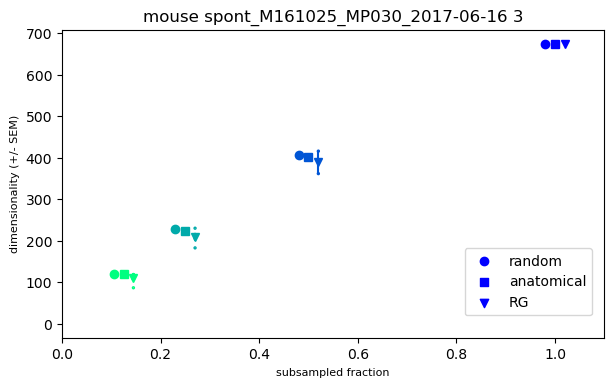 mouse spont_M161025_MP030_2017-06-16 3
700
600
500
400
300
200
100
0
dimensionality (+/- SEM)
random
anatomical
RG
0.0
0.2
0.4
0.6
0.8
1.0
subsampled fraction